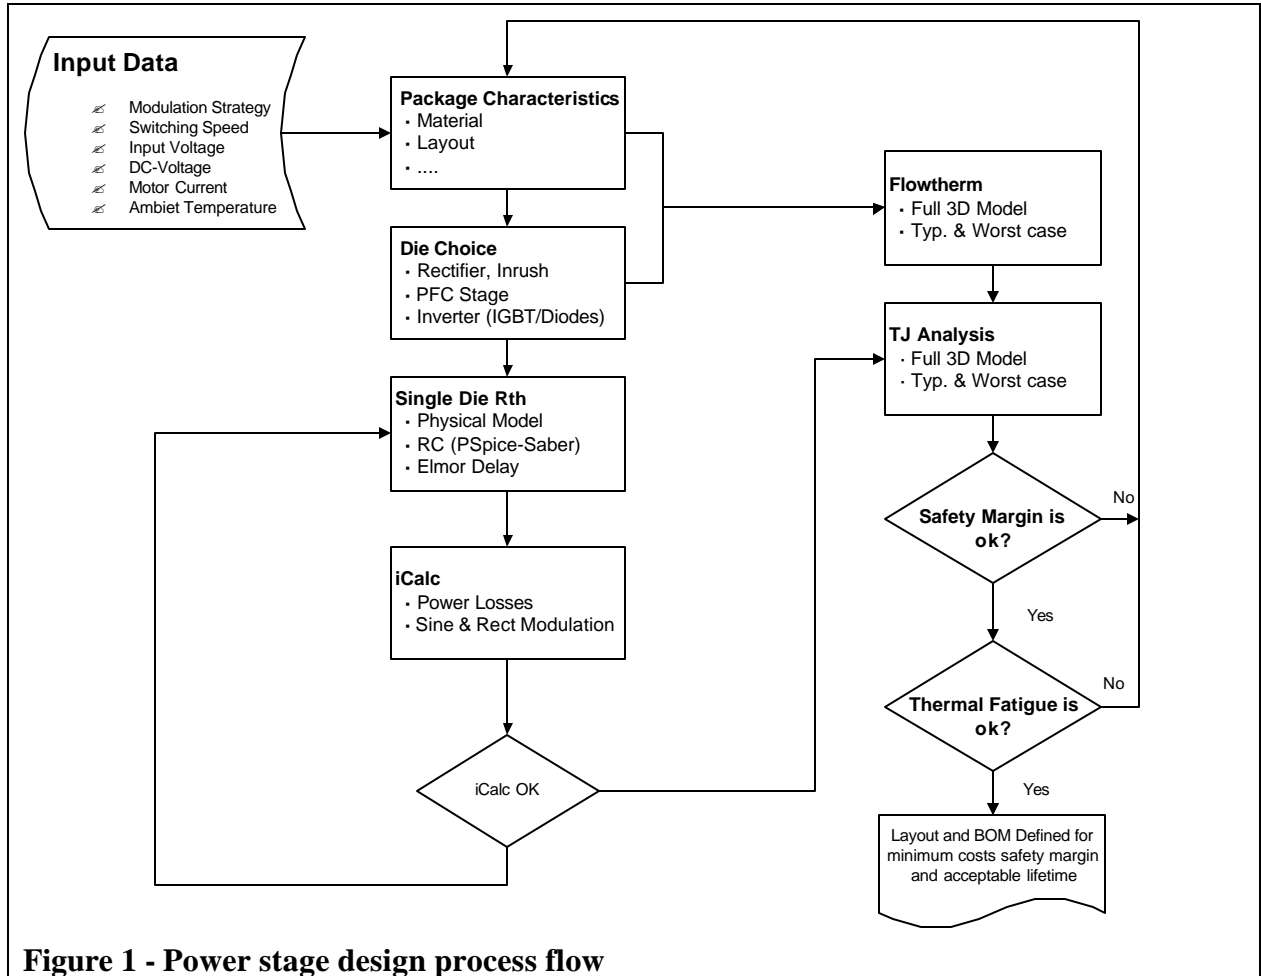 Input Data
Modulation Strategy
Switching Speed
Input Voltage
DC-Voltage
Motor Current
Ambiet Temperature
Package Characteristics
· Material
· Layout
· ....
Die Choice
· Rectifier, Inrush
· PFC Stage
· Inverter (IGBT/Diodes)
Single Die Rth
· Physical Model
· RC (PSpice-Saber)
· Elmor Delay
iCalc
· Power Losses
· Sine & Rect Modulation
iCalc OK
Flowtherm
· Full 3D Model
· Typ. & Worst case
TJ Analysis
· Full 3D Model
· Typ. & Worst case
Safety Margin is
ok?
No
Yes
Thermal Fatigue is
ok?
No
Yes
Layout and BOM Defined for
minimum costs safety margin
and acceptable lifetime
Figure 1 - Power stage design process flow